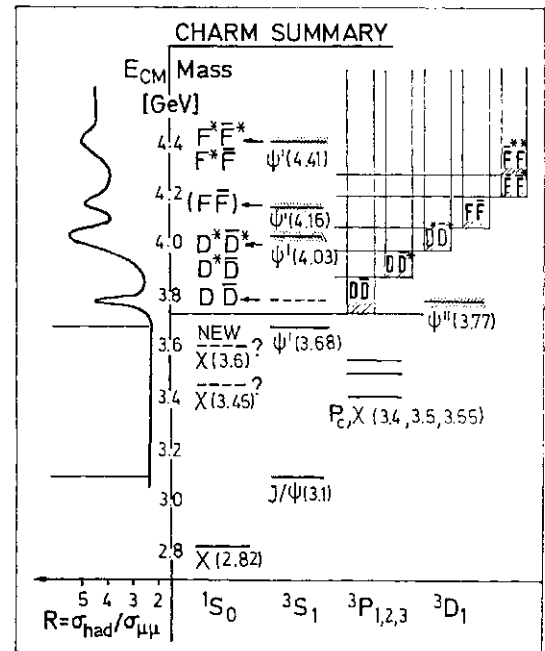 CHARM SUMMARY
E_CM Mass
[GeV]
4.4
4.2
4.0
3.8
3.6
3.4
3.2
3.0
2.8
F*F̄*
F*F̄
(FF̄)
D*D̄*
D*D̄
DD̄
NEW
X(3.6)?
X(3.45)?
X(2.82)
ψ'(4.41)
ψ'(4.16)
ψ'(4.03)
ψ'(3.68)
J/ψ(3.1)
DD̄
DD̄*
FF̄
ψ''(3.77)
P_c,X (3.4,3.5,3.55)
5 4 3 2
R=σ_had/σ_μμ
¹S₀ ³S₁ ³P₁,₂,₃ ³D₁